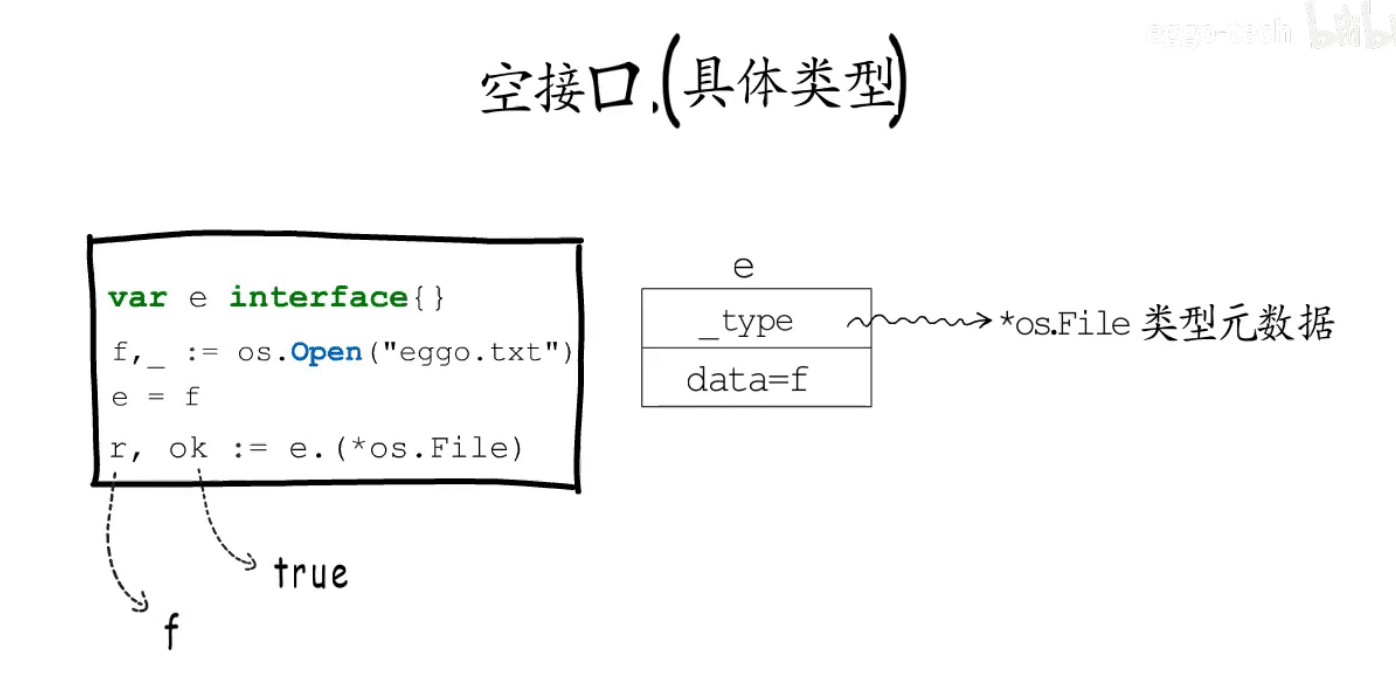 eggo-tech bilibili
空接口.(具体类型)
var e interface{}
f,_ := os.Open("eggo.txt")
e = f
r, ok := e.(*os.File)
true
f
e
_type
data=f
*os.File 类型元数据